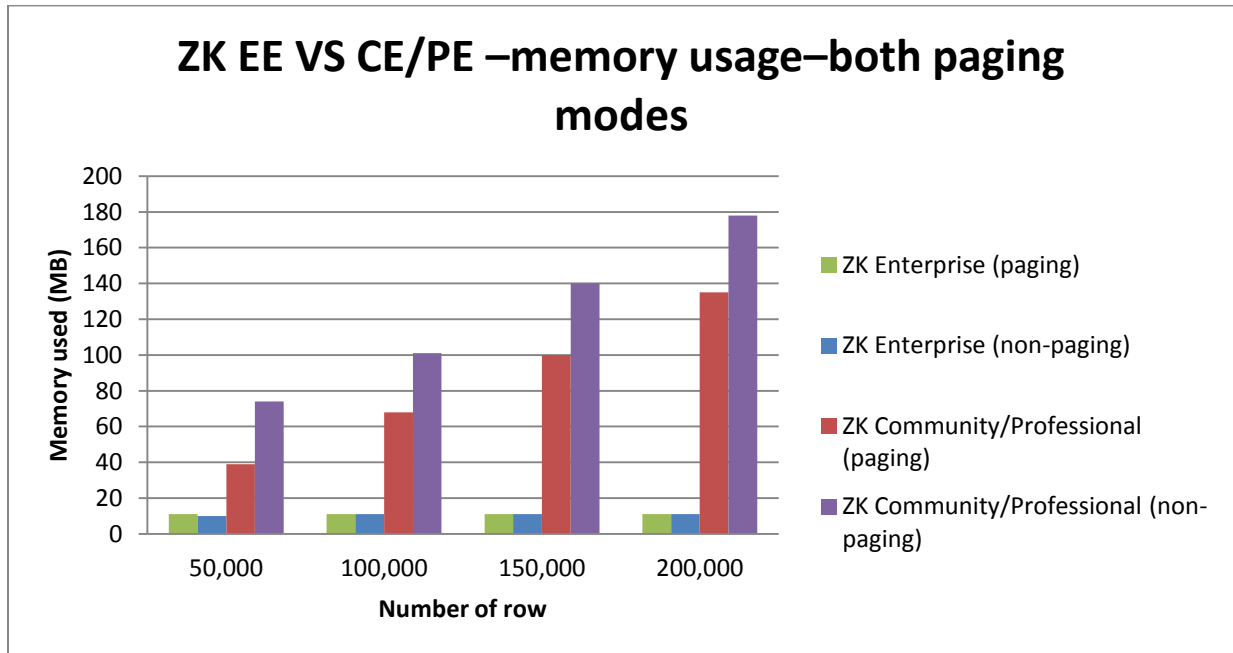 ZK EE VS CE/PE –memory usage–both paging
modes
Memory used (MB)
200
180
160
140
120
100
80
60
40
20
0
50,000
100,000
150,000
200,000
Number of row
ZK Enterprise (paging)
ZK Enterprise (non-paging)
ZK Community/Professional
(paging)
ZK Community/Professional (non-
paging)